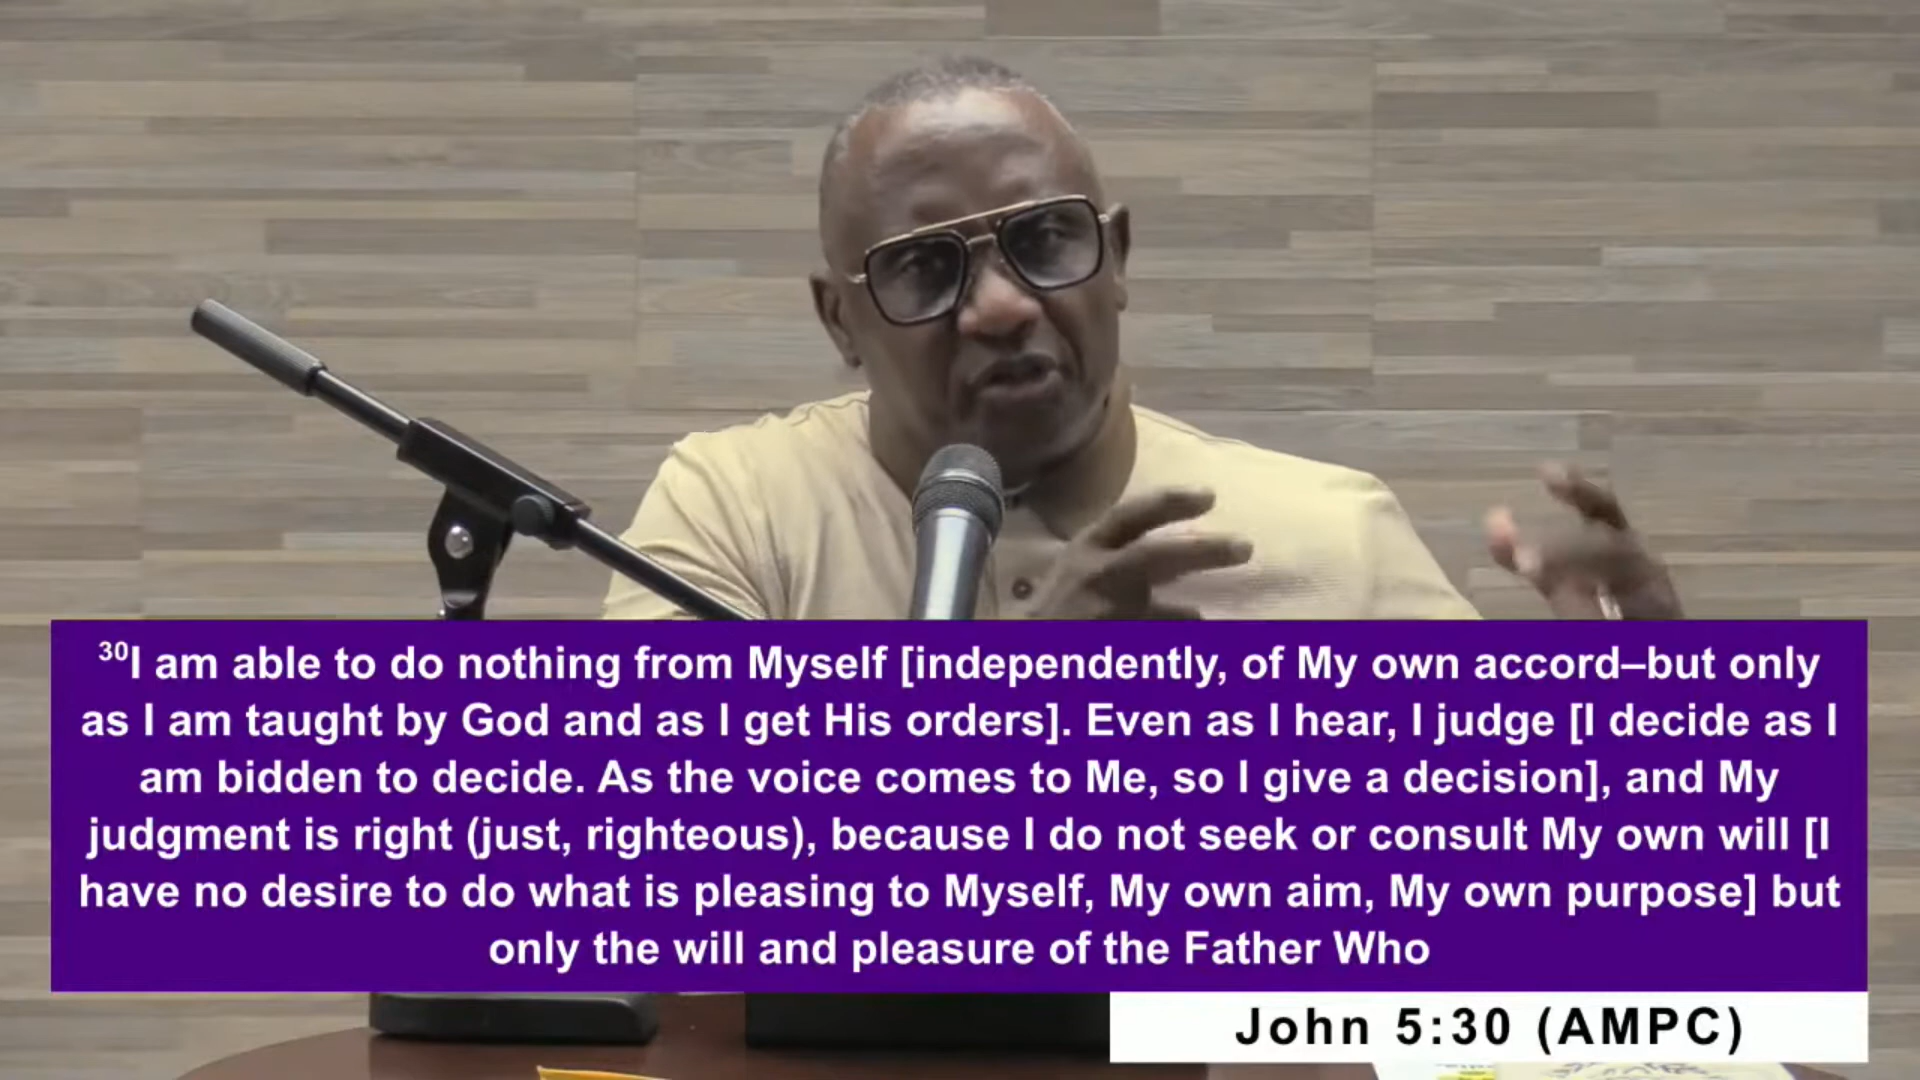 ³⁰I am able to do nothing from Myself [independently, of My own accord–but only
as I am taught by God and as I get His orders]. Even as I hear, I judge [I decide as I
am bidden to decide. As the voice comes to Me, so I give a decision], and My
judgment is right (just, righteous), because I do not seek or consult My own will [I
have no desire to do what is pleasing to Myself, My own aim, My own purpose] but
only the will and pleasure of the Father Who
John 5:30 (AMPC)